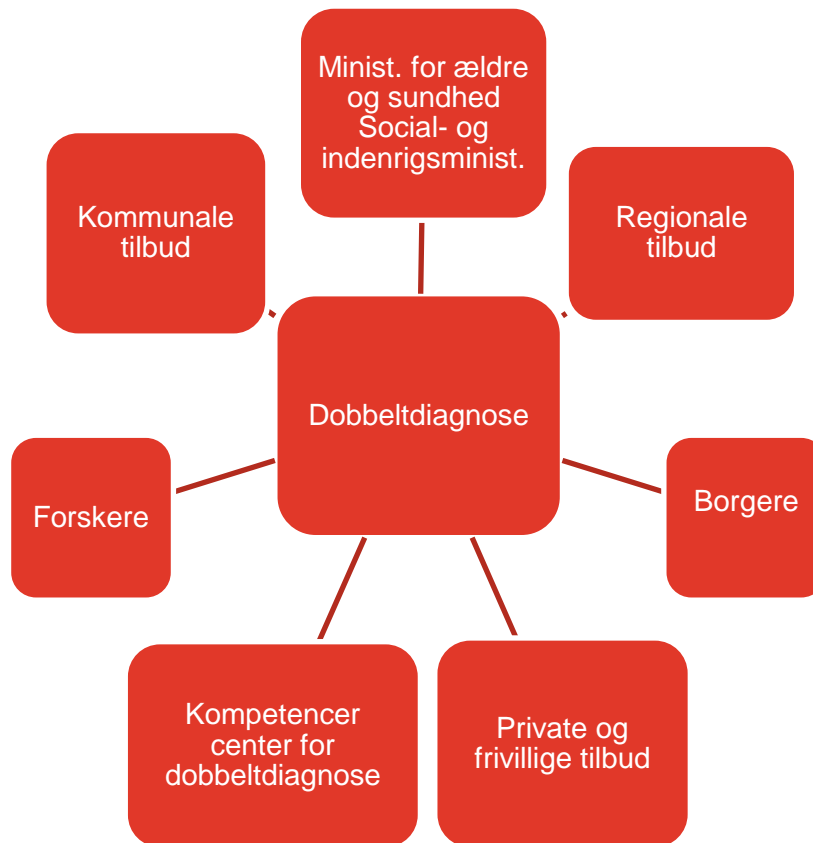 Minist. for ældre
og sundhed
Social- og
indenrigsminist.
Kommunale
tilbud
Regionale
tilbud
Dobbeltdiagnose
Forskere
Borgere
Kompetencer
center for
dobbeltdiagnose
Private og
frivillige tilbud